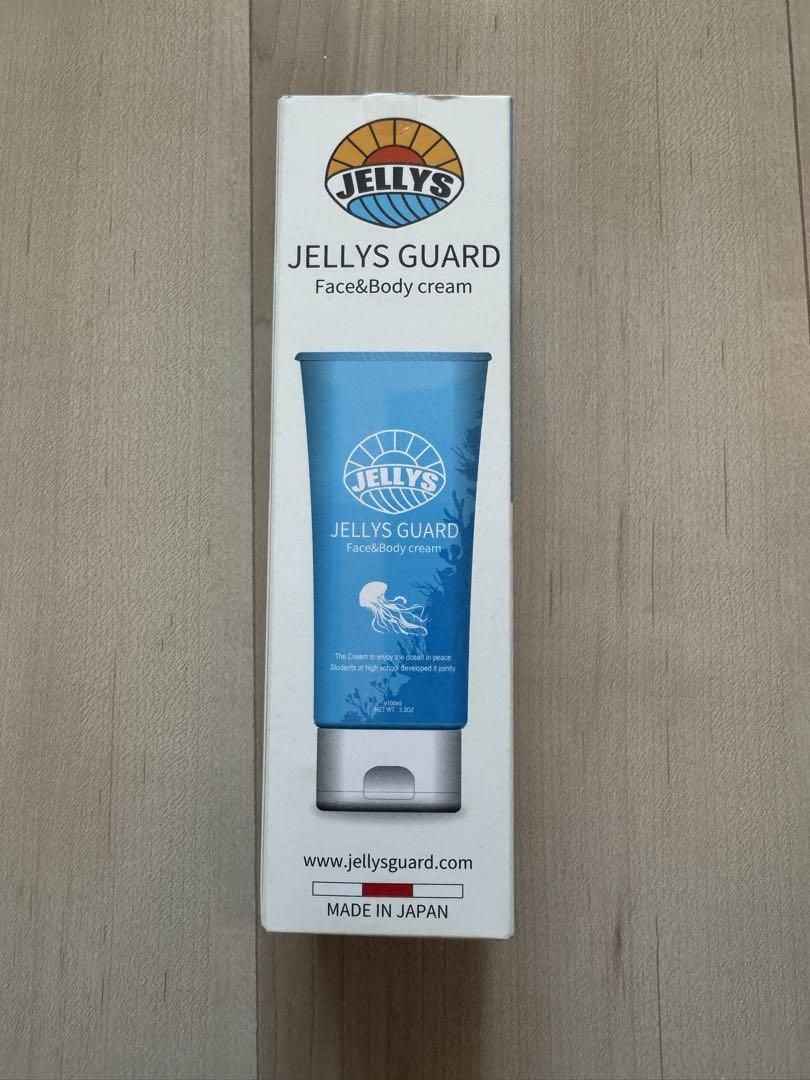 JELLYS
JELLYS GUARD
Face&Body cream
JELLYS
JELLYS GUARD
Face&Body cream
The Cream to enjoy the ocean in peace
Students at high school developed it jointly
e100ml
NET WT 3.3OZ
www.jellysguard.com
MADE IN JAPAN